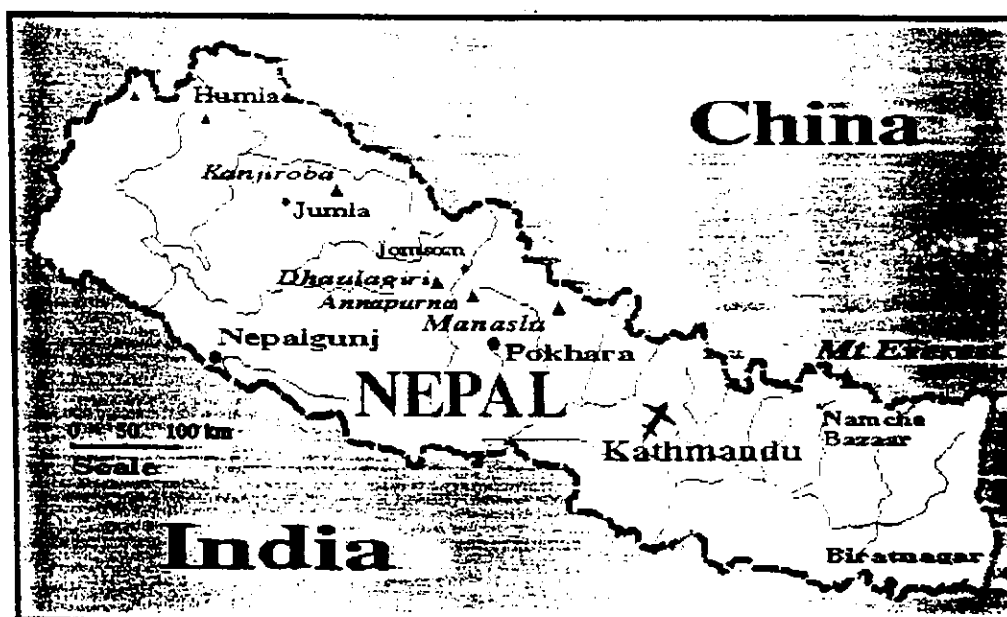 Humla
China
Kanjiroba
Jumla
Jomsom
Dhaulagiri
Annapurna
Manaslu
Nepalgunj
Pokhara
Mt Everest
NEPAL
Namche
Bazaar
0 50 100 km
Kathmandu
Scale
India
Biratnagar